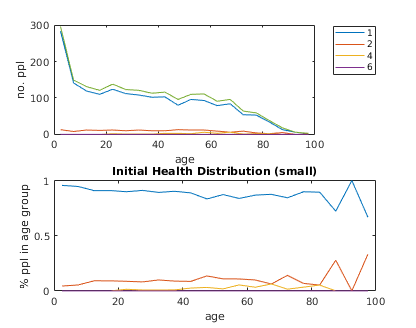 300
200
100
0
no. ppl
0 20 40 60 80 100
age
1
2
4
6
Initial Health Distribution (small)
1
0.5
0
% ppl in age group
0 20 40 60 80 100
age